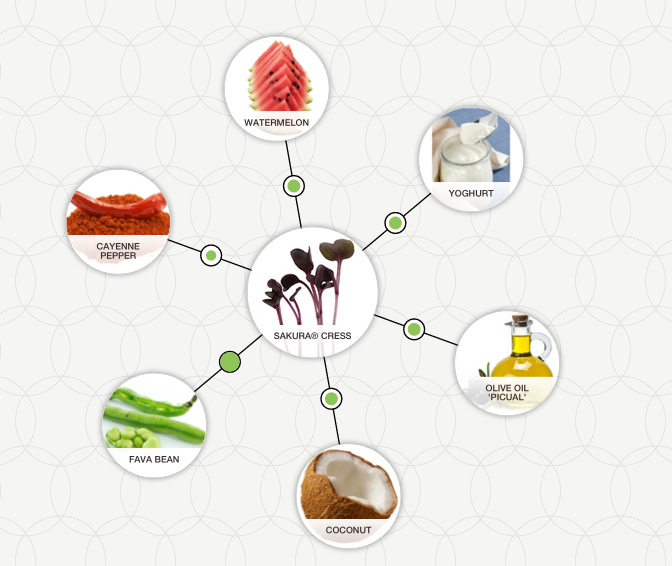 WATERMELON
YOGHURT
CAYENNE
PEPPER
SAKURA® CRESS
OLIVE OIL
'PICUAL'
FAVA BEAN
COCONUT